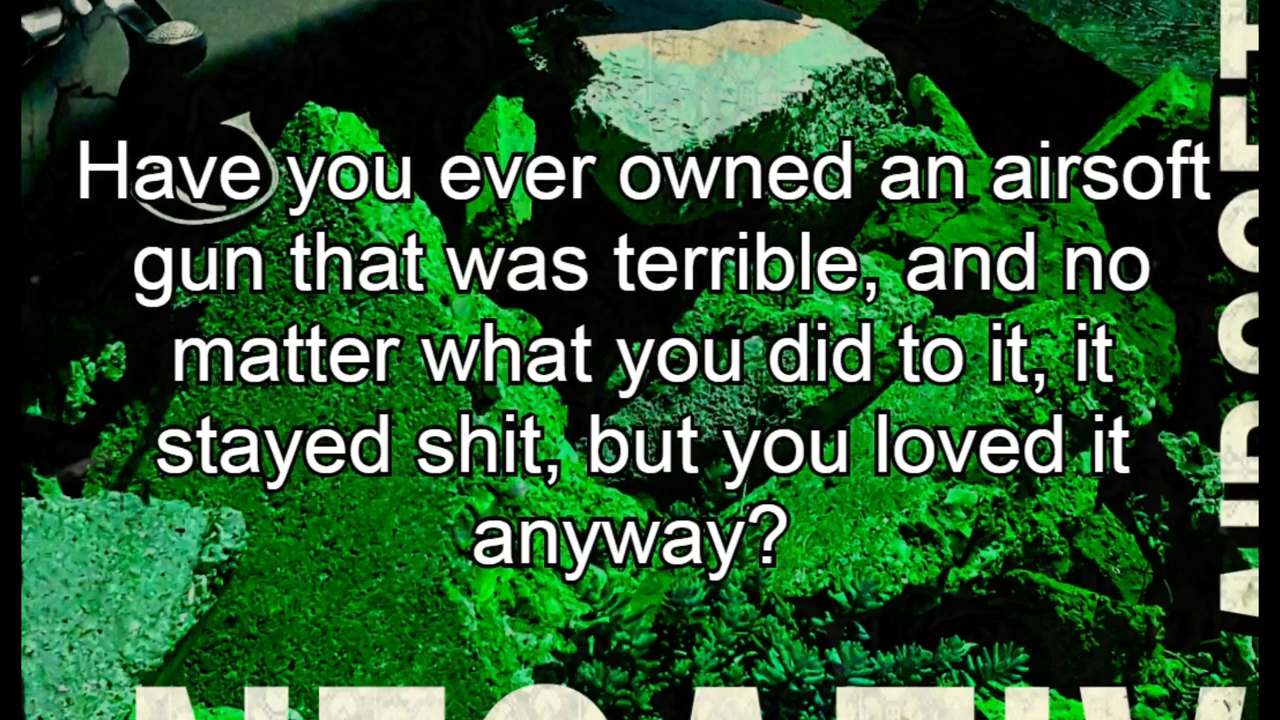 Have you ever owned an airsoft
gun that was terrible, and no
matter what you did to it, it
stayed shit, but you loved it
anyway?